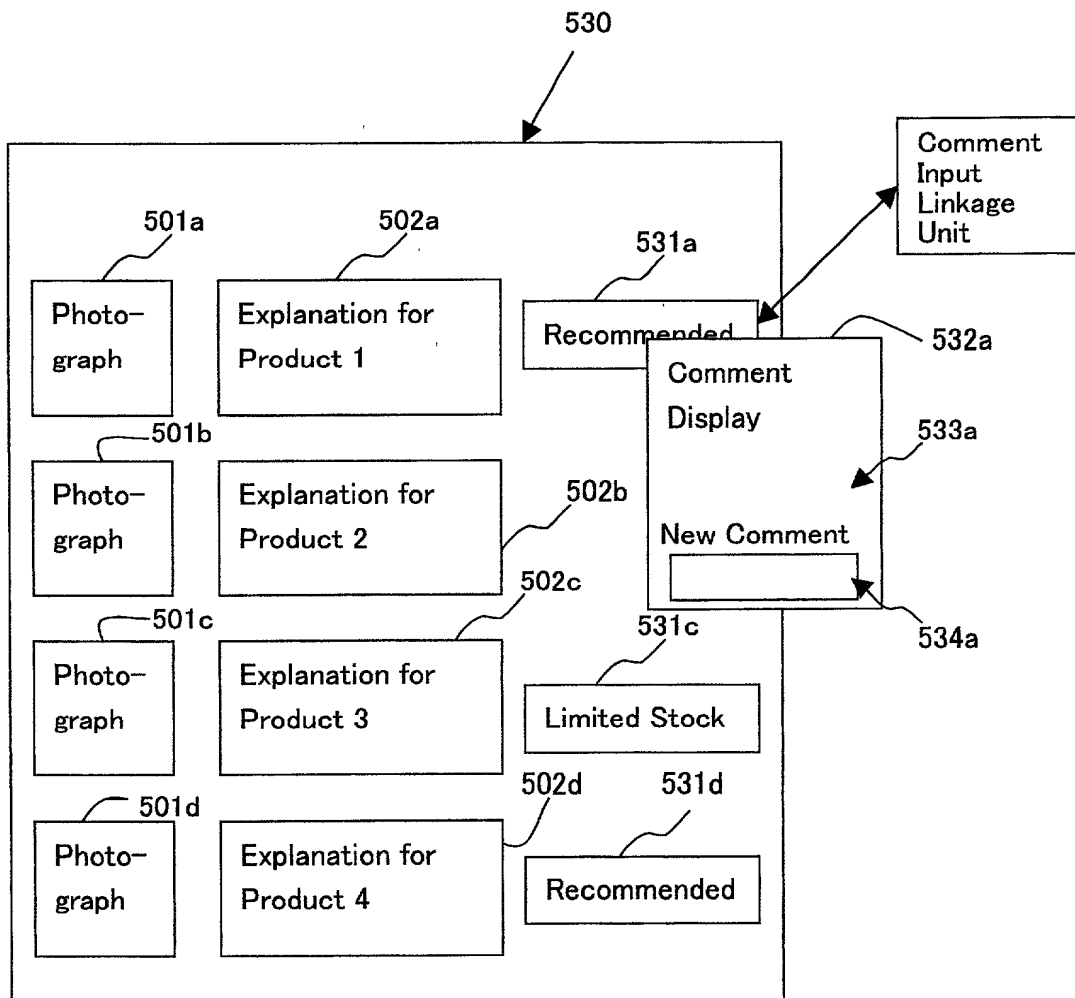 530
Comment
Input
Linkage
Unit
501a
502a
531a
Photo-
graph
Explanation for
Product 1
Recommended
532a
Comment
Display
533a
New Comment
534a
501b
Photo-
graph
Explanation for
Product 2
502b
501c
Photo-
graph
502c
Explanation for
Product 3
531c
Limited Stock
501d
Photo-
graph
502d
Explanation for
Product 4
531d
Recommended